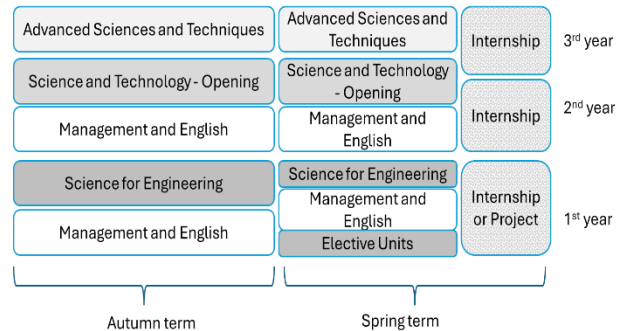 Advanced Sciences and Techniques
Advanced Sciences and
Techniques
Internship
3rd year
Science and Technology - Opening
Science and Technology
- Opening
Management and English
Management and
English
Internship
2nd year
Science for Engineering
Science for Engineering
Management and English
Management and
English
Elective Units
Internship
or Project
1st year
Autumn term
Spring term